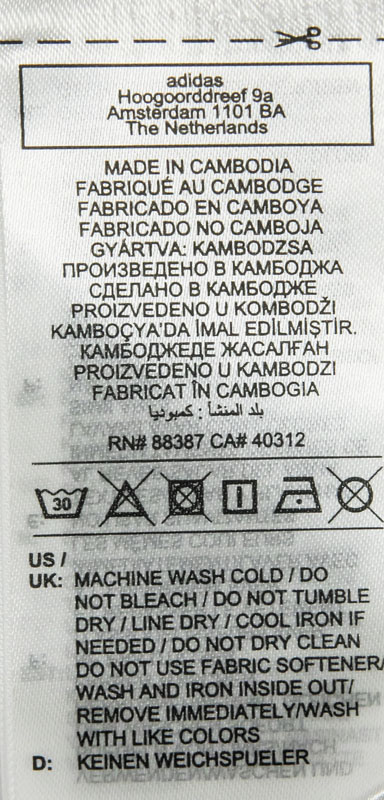 adidas
Hoogoorddreef 9a
Amsterdam 1101 BA
The Netherlands
MADE IN CAMBODIA
FABRIQUÉ AU CAMBODGE
FABRICADO EN CAMBOYA
FABRICADO NO CAMBOJA
GYÁRTVA: KAMBODZSA
ПРОИЗВЕДЕНО В КАМБОДЖА
СДЕЛАНО В КАМБОДЖЕ
PROIZVEDENO U KOMBODŽI
KAMBOÇYA'DA İMAL EDİLMİŞTİR.
КАМБОДЖЕДЕ ЖАСАЛҒАН
PROIZVEDENO U KAMBODZI
FABRICAT ÎN CAMBOGIA
بلد المنشأ : كمبوديا
RN# 88387 CA# 40312
30
US /
UK: MACHINE WASH COLD / DO
NOT BLEACH / DO NOT TUMBLE
DRY / LINE DRY / COOL IRON IF
NEEDED / DO NOT DRY CLEAN
DO NOT USE FABRIC SOFTENER/
WASH AND IRON INSIDE OUT/
REMOVE IMMEDIATELY/WASH
WITH LIKE COLORS
D: KEINEN WEICHSPUELER